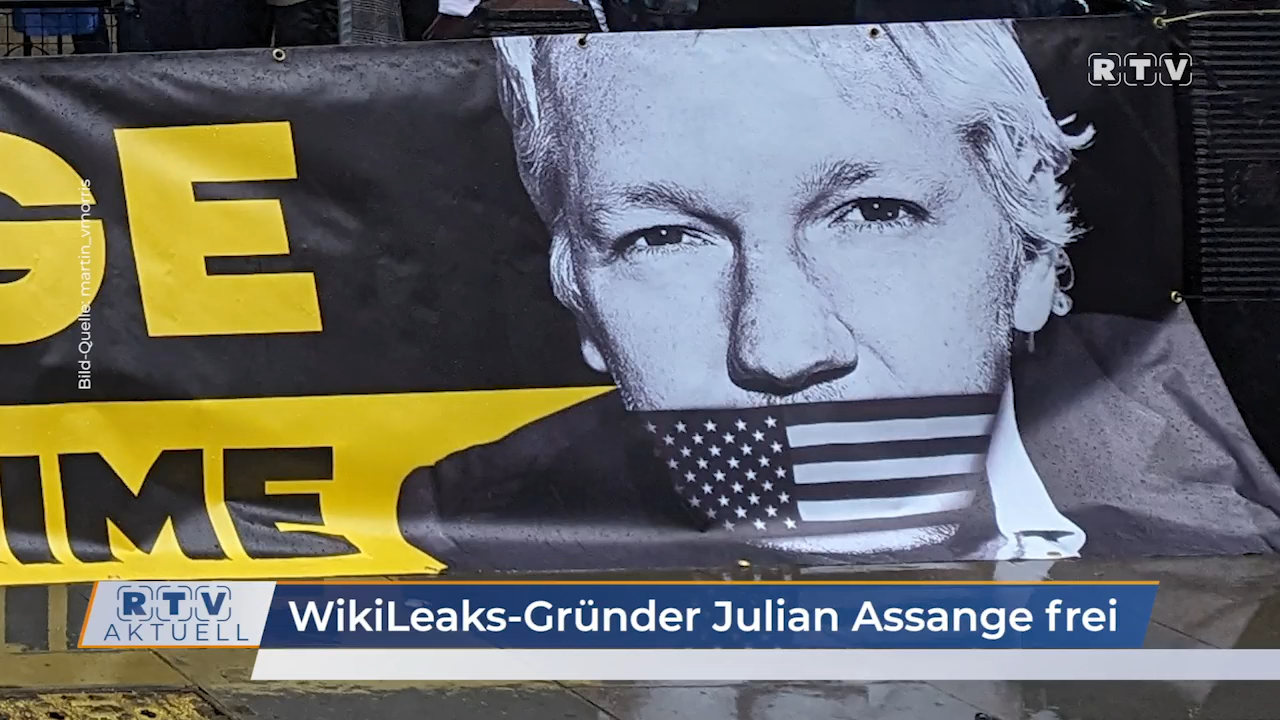 RTV
GE
Bild-Quelle: martin_vmorris
IME
RTV
AKTUELL
WikiLeaks-Gründer Julian Assange frei